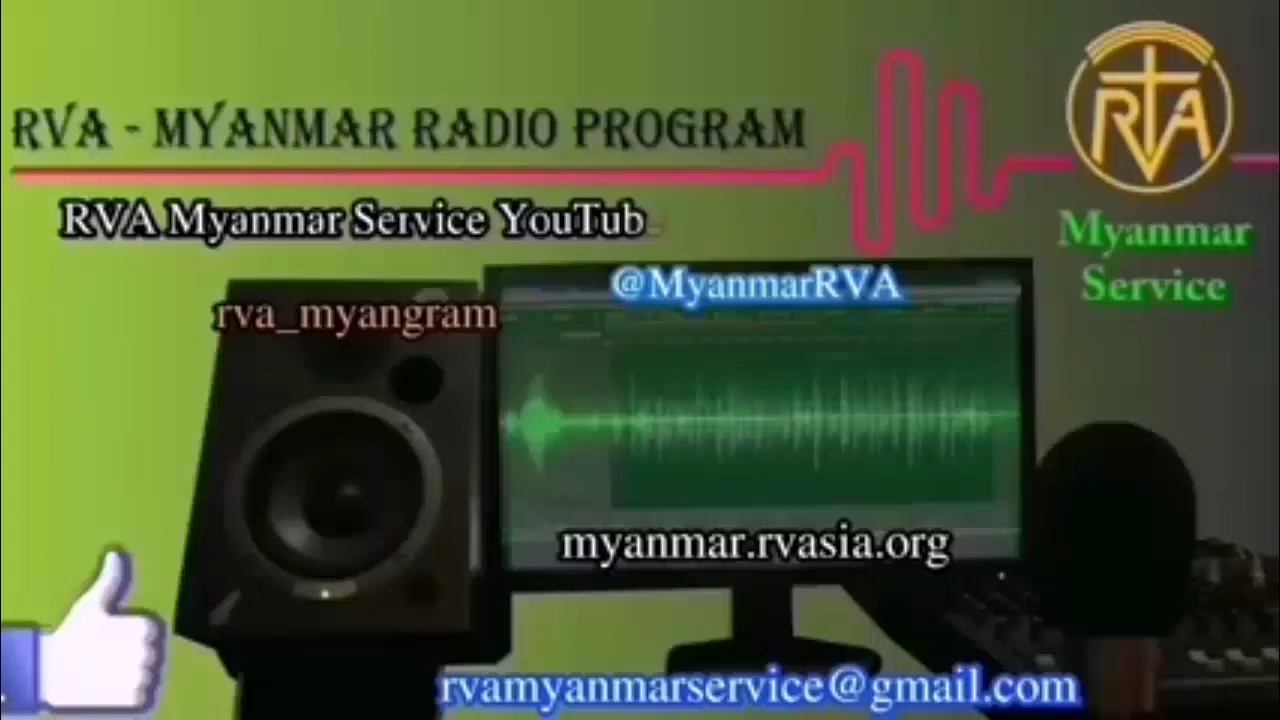 RVA - MYANMAR RADIO PROGRAM
RVA
Myanmar
Service
RVA Myanmar Service YouTub
@MyanmarRVA
rva_myangram
myanmar.rvasia.org
rvamyanmarservice@gmail.com